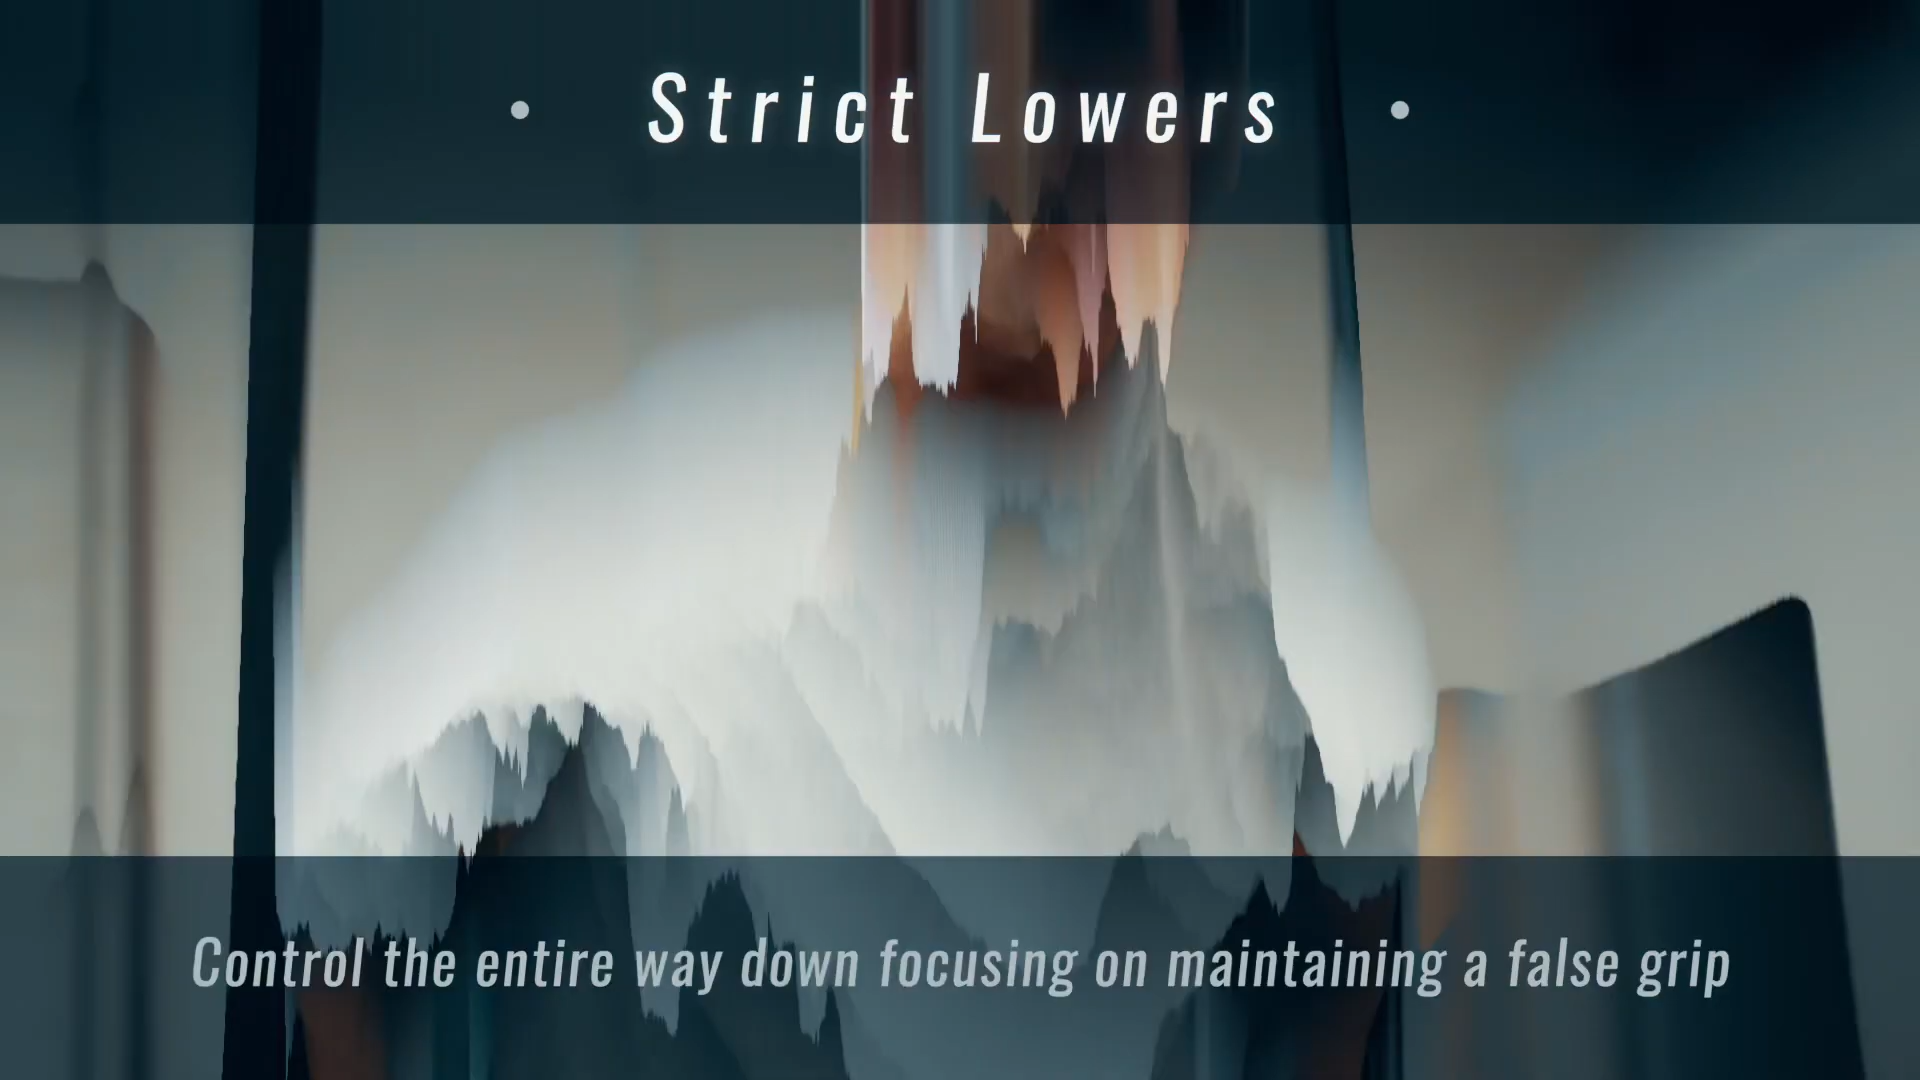 Strict Lowers
Control the entire way down focusing on maintaining a false grip